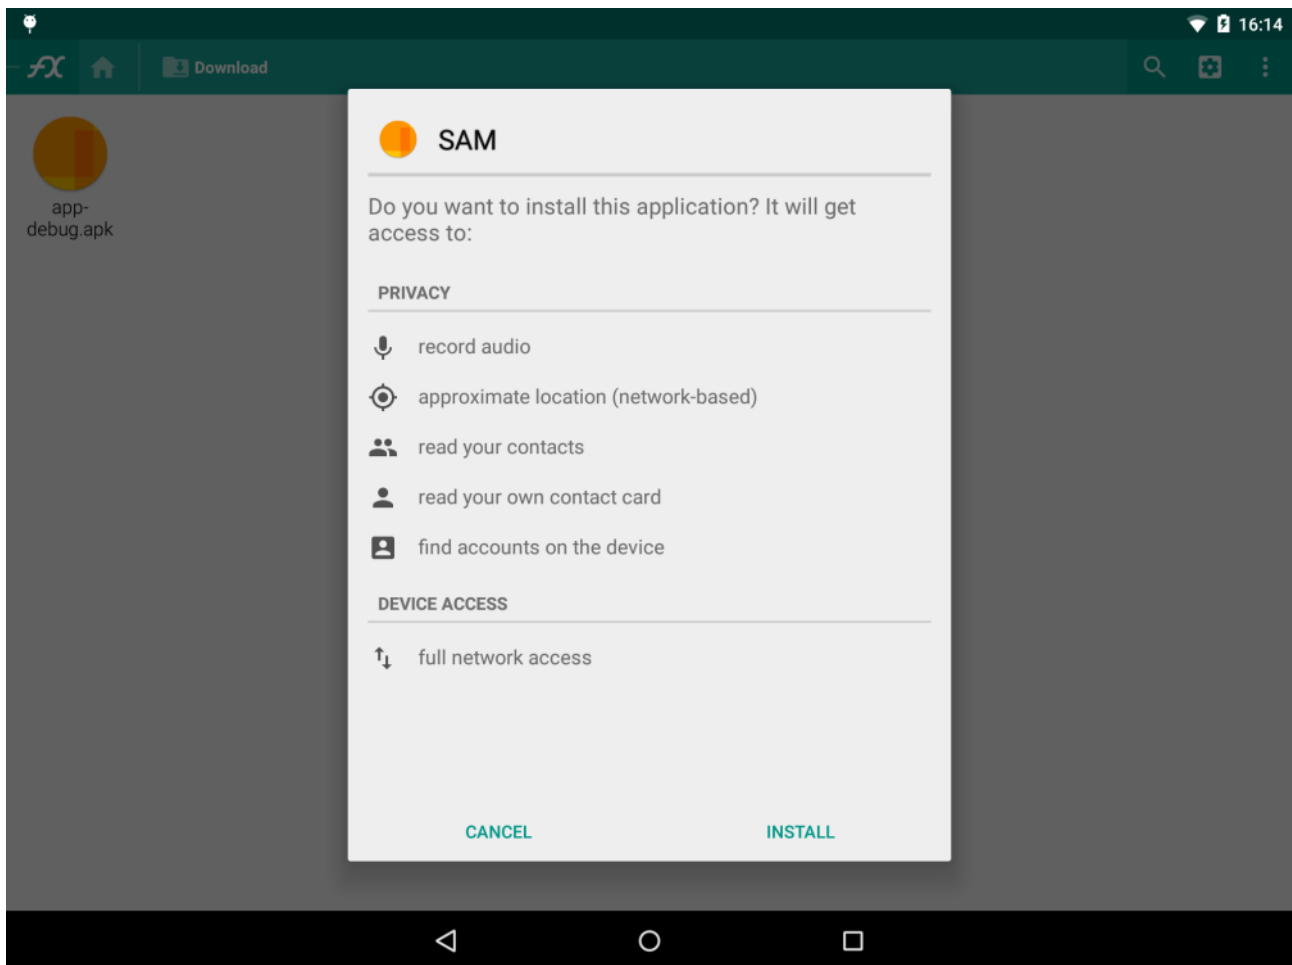 16:14
FX
Download
app-
debug.apk
SAM
Do you want to install this application? It will get
access to:
PRIVACY
record audio
approximate location (network-based)
read your contacts
read your own contact card
find accounts on the device
DEVICE ACCESS
full network access
CANCEL
INSTALL